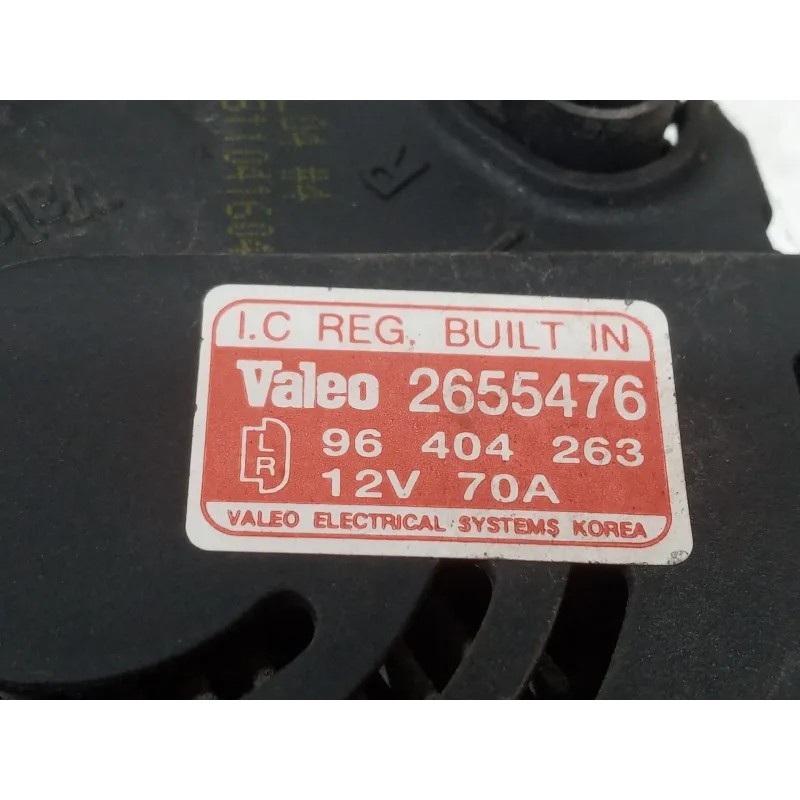 R
I.C REG. BUILT IN
Valeo 2655476
L
R
96 404 263
12V 70A
VALEO ELECTRICAL SYSTEMS KOREA